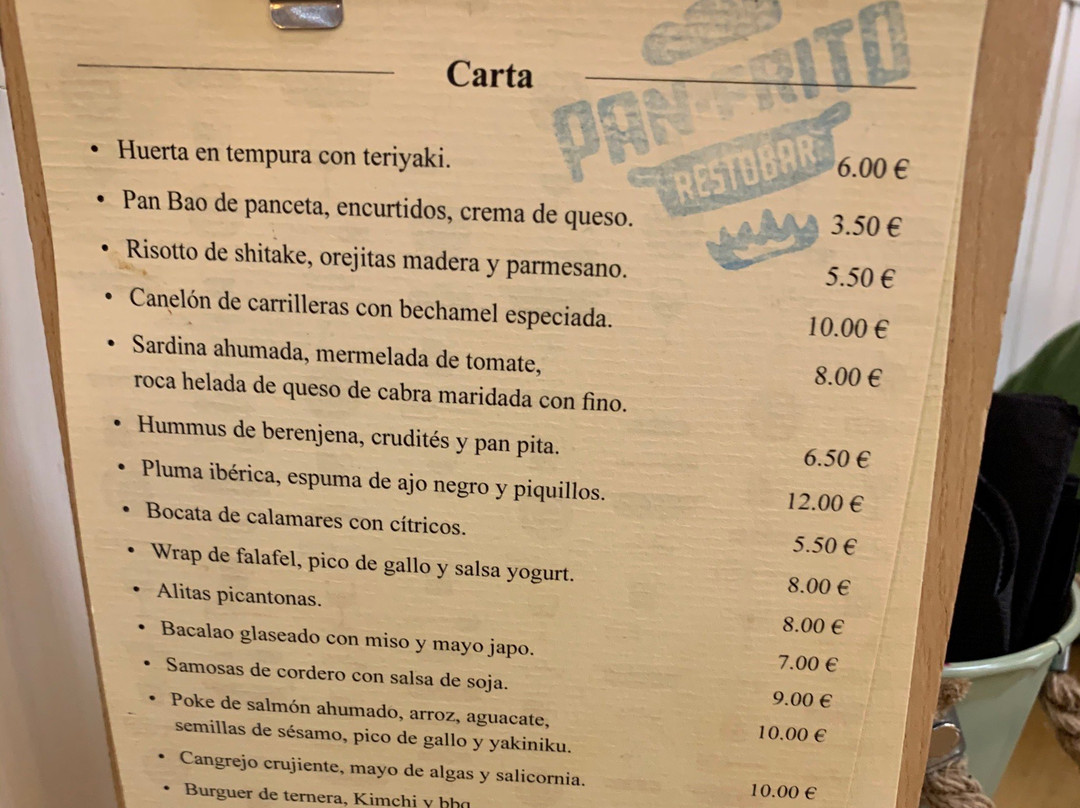 PAN-FRITO
RESTOBAR
Carta
• Huerta en tempura con teriyaki. 6.00 €
• Pan Bao de panceta, encurtidos, crema de queso. 3.50 €
• Risotto de shitake, orejitas madera y parmesano. 5.50 €
• Canelón de carrilleras con bechamel especiada. 10.00 €
• Sardina ahumada, mermelada de tomate, 8.00 €
roca helada de queso de cabra maridada con fino.
• Hummus de berenjena, crudités y pan pita. 6.50 €
• Pluma ibérica, espuma de ajo negro y piquillos. 12.00 €
• Bocata de calamares con cítricos. 5.50 €
• Wrap de falafel, pico de gallo y salsa yogurt. 8.00 €
• Alitas picantonas. 8.00 €
• Bacalao glaseado con miso y mayo japo. 7.00 €
• Samosas de cordero con salsa de soja. 9.00 €
• Poke de salmón ahumado, arroz, aguacate, 10.00 €
semillas de sésamo, pico de gallo y yakiniku.
• Cangrejo crujiente, mayo de algas y salicornia. 10.00 €
• Burguer de ternera, Kimchi y bbq